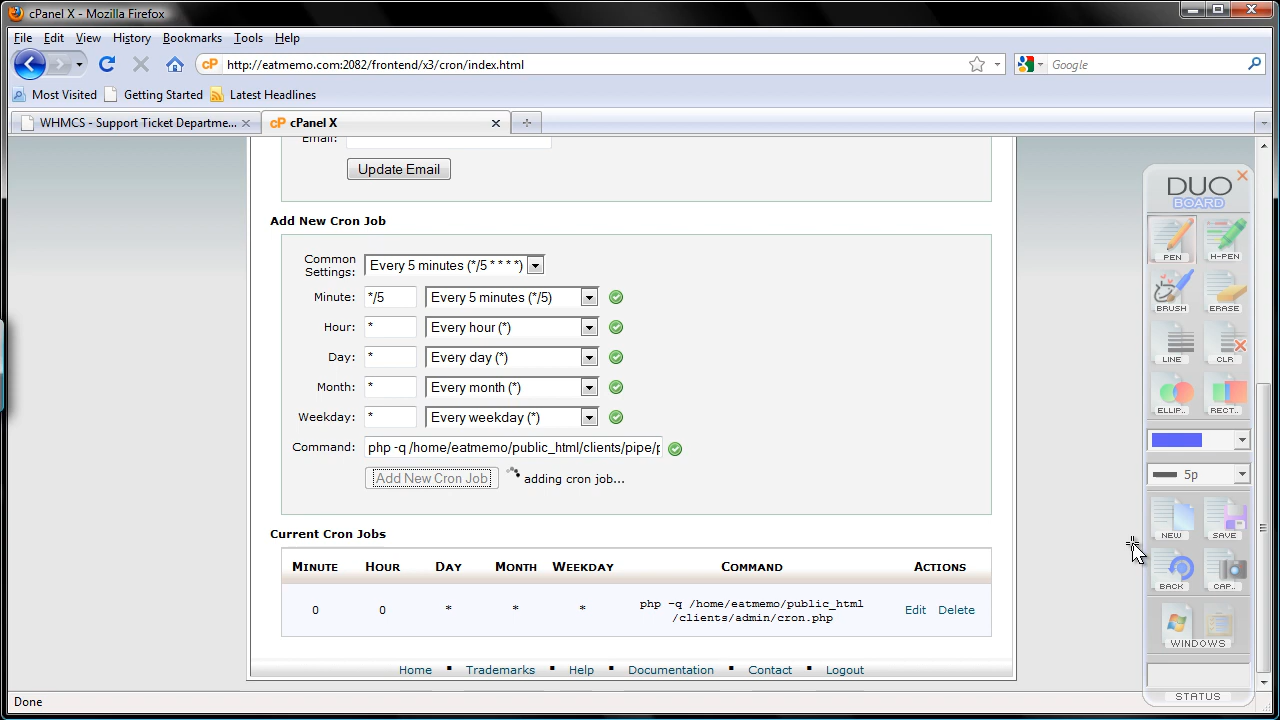 cPanel X - Mozilla Firefox
File Edit View History Bookmarks Tools Help
cP http://eatmemo.com:2082/frontend/x3/cron/index.html Google
Most Visited Getting Started Latest Headlines
WHMCS - Support Ticket Departme... cP cPanel X
Email:
Update Email
Add New Cron Job
Common Settings: Every 5 minutes (*/5 * * * *)
Minute: */5 Every 5 minutes (*/5)
Hour: * Every hour (*)
Day: * Every day (*)
Month: * Every month (*)
Weekday: * Every weekday (*)
Command: php -q /home/eatmemo/public_html/clients/pipe/p
Add New Cron Job adding cron job...
Current Cron Jobs
MINUTE HOUR DAY MONTH WEEKDAY COMMAND ACTIONS
0 0 * * * php -q /home/eatmemo/public_html
/clients/admin/cron.php Edit Delete
Home Trademarks Help Documentation Contact Logout
Done
DUO
BOARD
PEN H-PEN
BRUSH ERASE
LINE CLR
ELLIP.. RECT..
5p
NEW SAVE
BACK CAP..
WINDOWS
STATUS